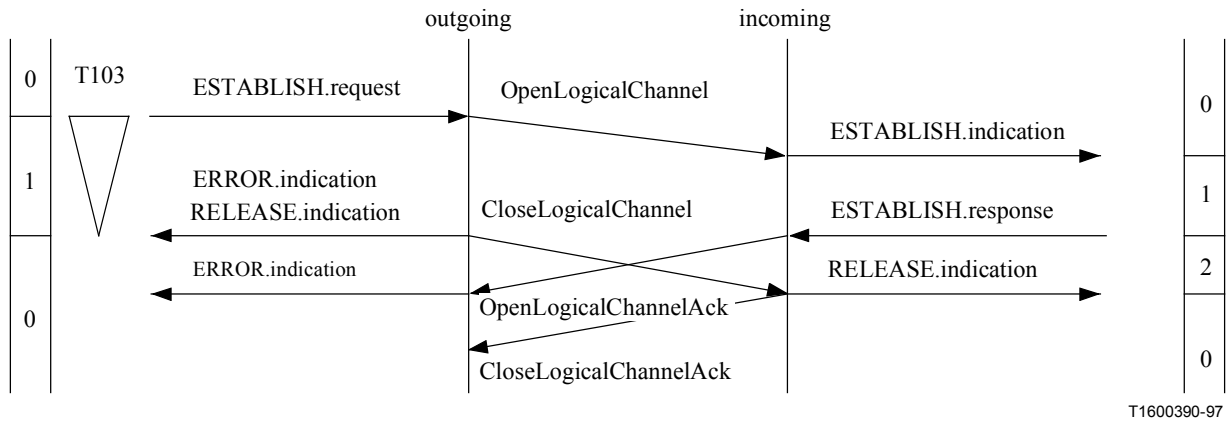 outgoing incoming
0 T103 ESTABLISH.request OpenLogicalChannel 0
ESTABLISH.indication
1 ERROR.indication 1
RELEASE.indication CloseLogicalChannel ESTABLISH.response
ERROR.indication RELEASE.indication 2
OpenLogicalChannelAck
0
CloseLogicalChannelAck 0
T1600390-97